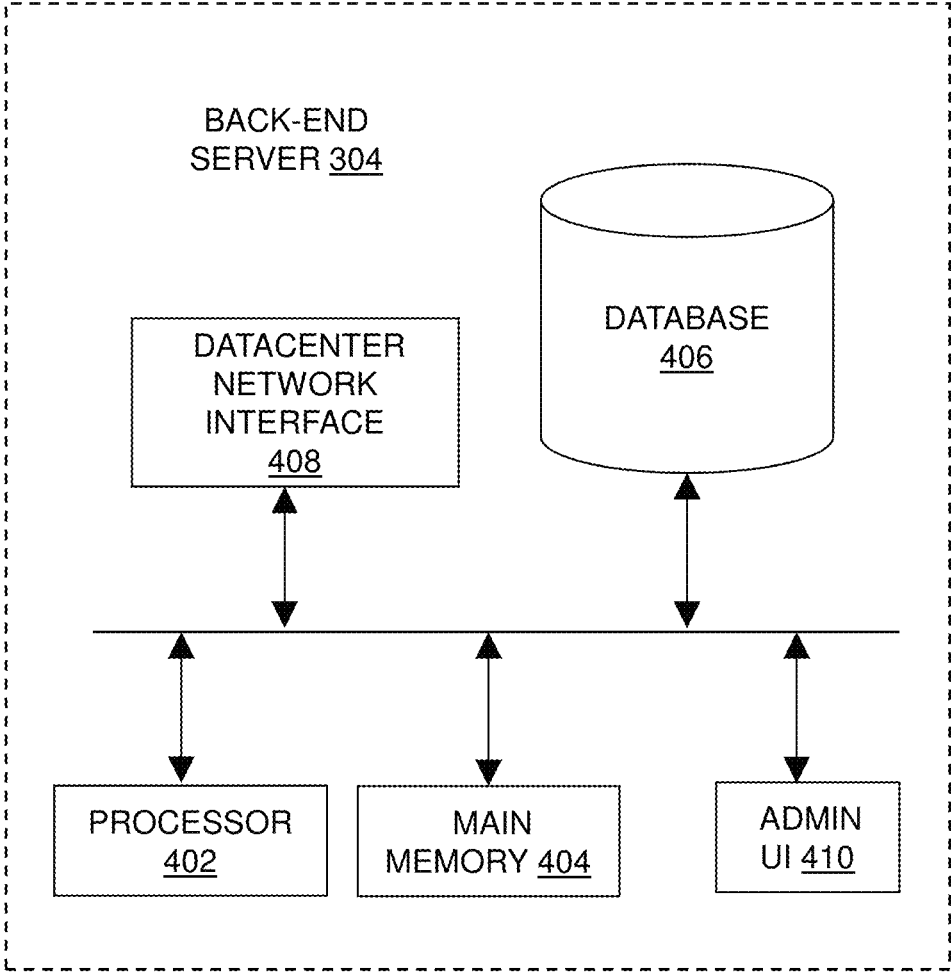 BACK-END
SERVER 304
DATABASE
406
DATACENTER
NETWORK
INTERFACE
408
PROCESSOR
402
MAIN
MEMORY 404
ADMIN
UI 410